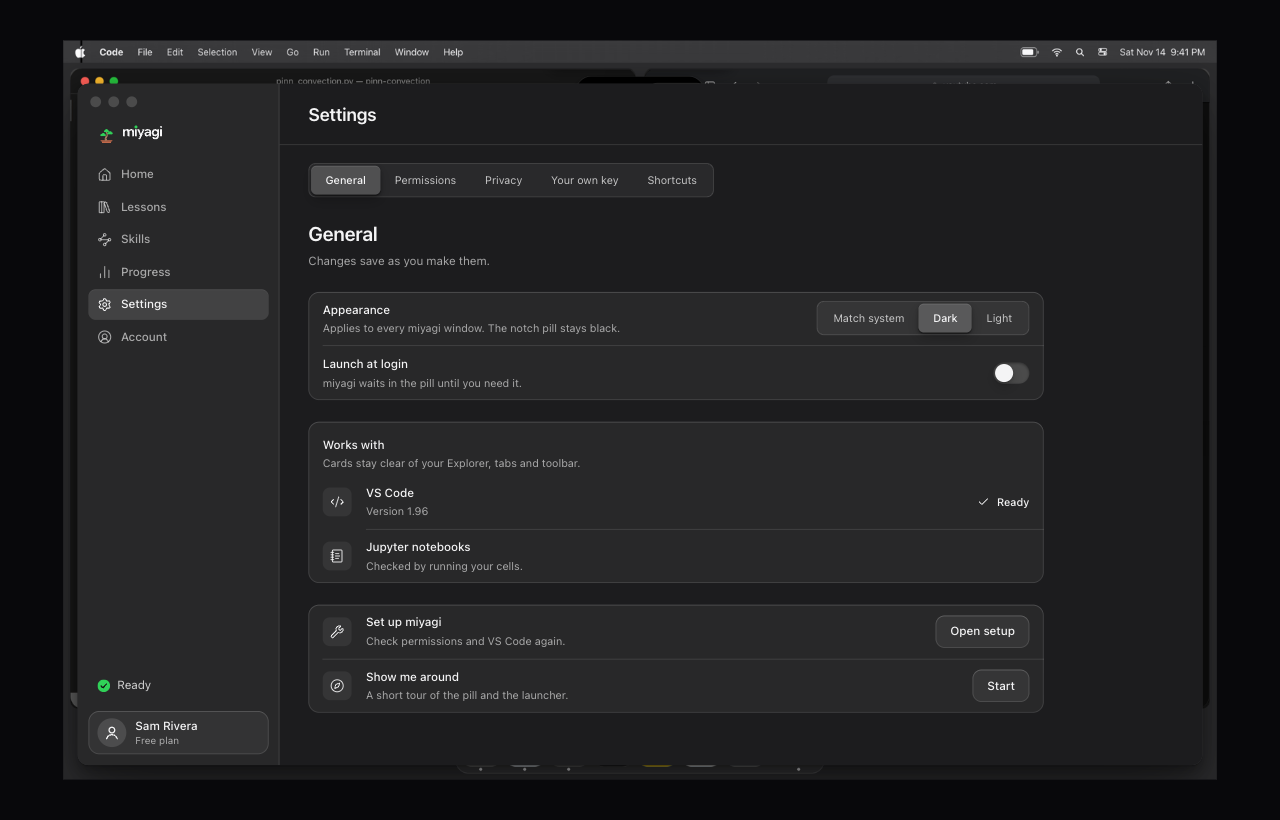 Code File Edit Selection View Go Run Terminal Window Help
Sat Nov 14 9:41 PM
pinn_convection.py — pinn-convection
miyagi
Home
Lessons
Skills
Progress
Settings
Account
Ready
Sam Rivera
Free plan
Settings
General Permissions Privacy Your own key Shortcuts
General
Changes save as you make them.
Appearance
Applies to every miyagi window. The notch pill stays black.
Match system Dark Light
Launch at login
miyagi waits in the pill until you need it.
Works with
Cards stay clear of your Explorer, tabs and toolbar.
VS Code
Version 1.96
Ready
Jupyter notebooks
Checked by running your cells.
Set up miyagi
Check permissions and VS Code again.
Open setup
Show me around
A short tour of the pill and the launcher.
Start